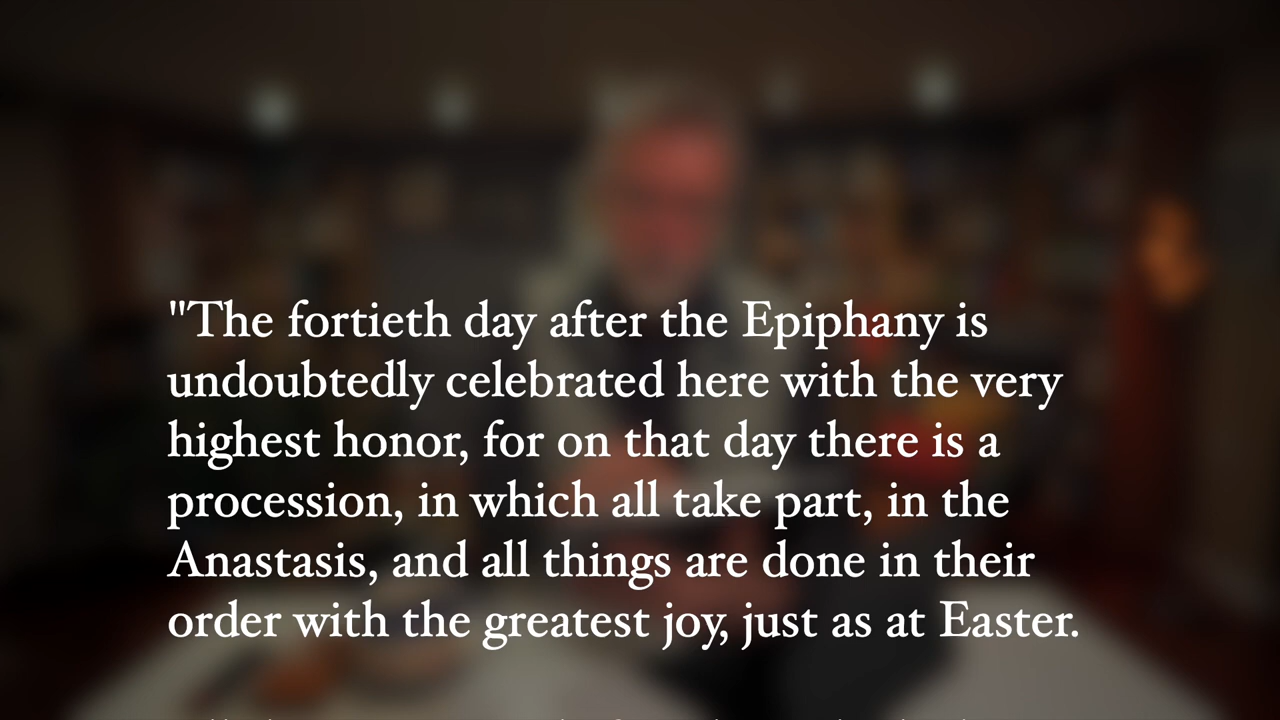 "The fortieth day after the Epiphany is
undoubtedly celebrated here with the very
highest honor, for on that day there is a
procession, in which all take part, in the
Anastasis, and all things are done in their
order with the greatest joy, just as at Easter.